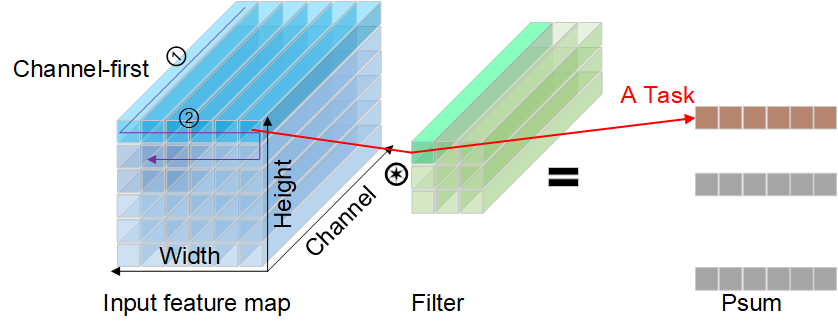 Channel-first
①
②
A Task
Height
Channel
Width
Input feature map
Filter
Psum